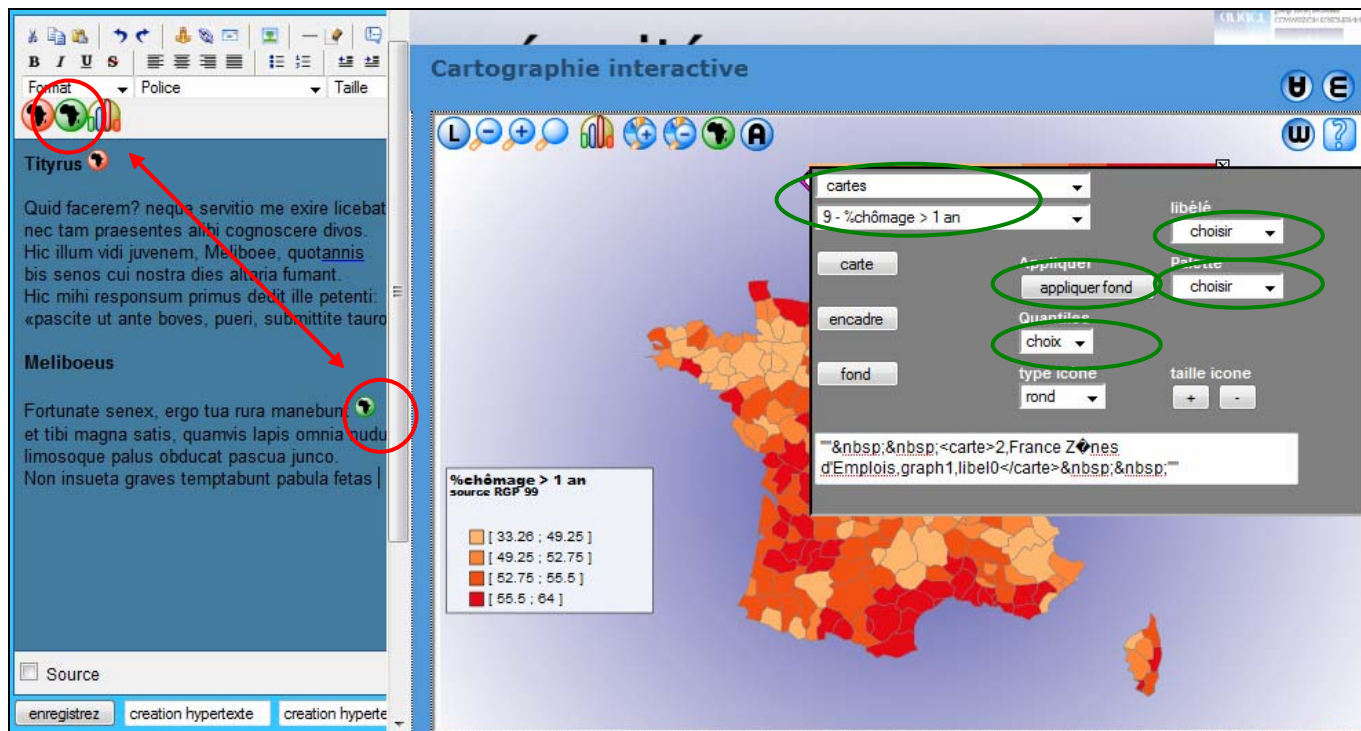 Format
Police
Taille
Tityrus
Quid facerem? neque servitio me exire licebat
nec tam praesentes alibi cognoscere divos.
Hic illum vidi juvenem, Meliboee, quotannis
bis senos cui nostra dies altaria fumant.
Hic mihi responsum primus dedit ille petenti:
«pascite ut ante boves, pueri, submittite tauro
Meliboeus
Fortunate senex, ergo tua rura manebunt
et tibi magna satis, quamvis lapis omnia nudu
limosoque palus obducat pascua junco.
Non insueta graves temptabunt pabula fetas
Source
enregistrez
creation hypertexte
creation hyperte
Cartographie interactive
L
A
W
?
cartes
9 - %chômage > 1 an
libèlé
choisir
carte
Appliquer
appliquer fond
Palette
choisir
encadre
Quantiles
choix
fond
type icône
rond
taille icone
+
-
""&nbsp;&nbsp;<carte>2,France Z�nes
d'Emplois,graph1,libel0</carte>&nbsp;&nbsp;""
%chômage > 1 an
source RGP 99
[ 33.26 ; 49.25 ]
[ 49.25 ; 52.75 ]
[ 52.75 ; 55.5 ]
[ 55.5 ; 64 ]